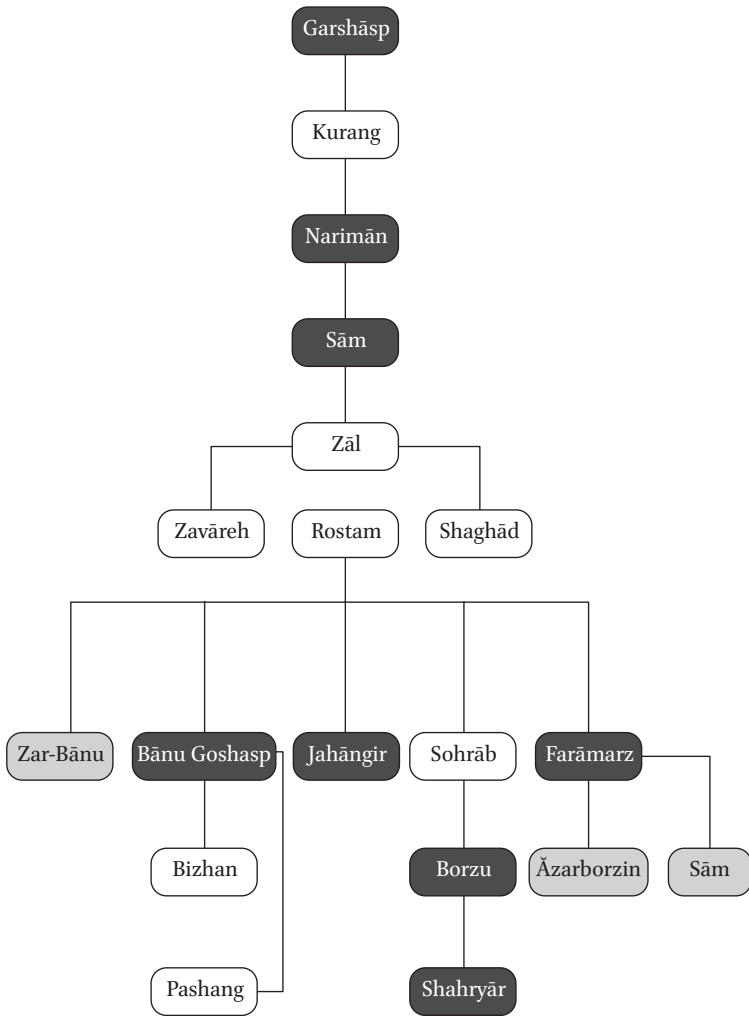 Garshāsp
Kurang
Narimān
Sām
Zāl
Zavāreh
Rostam
Shaghād
Zar-Bānu
Bānu Goshasp
Jahāngir
Sohrāb
Farāmarz
Bizhan
Borzu
Ăzarborzin
Sām
Pashang
Shahryār